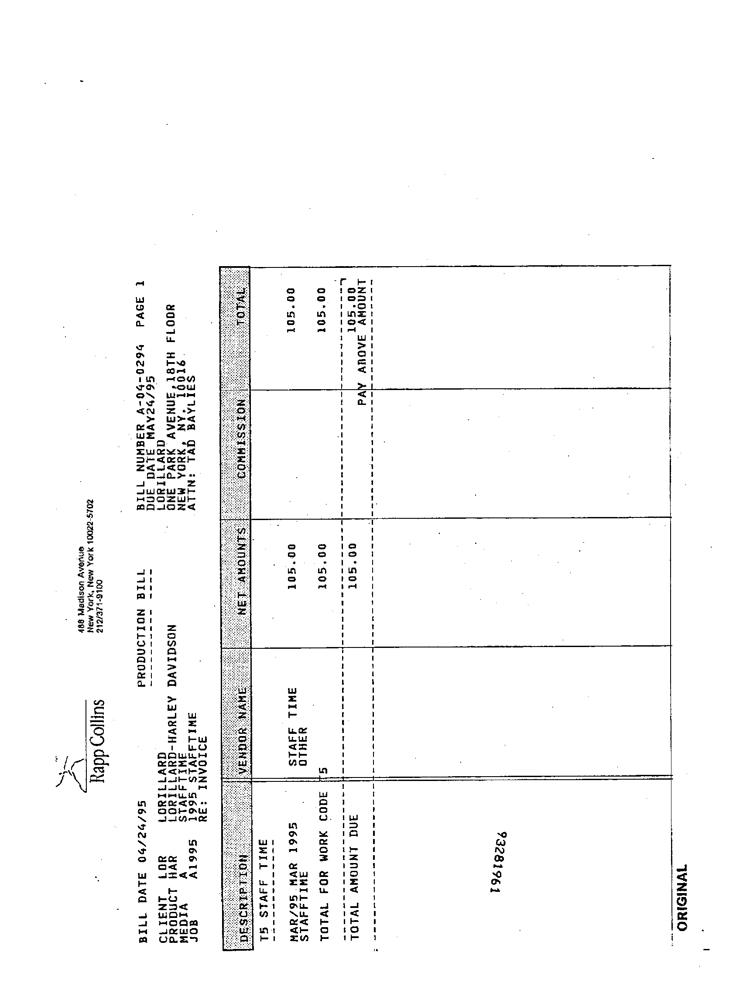 Rapp Collins
488 Madison Avenue
New York, New York 10022-5702
212/371-9100
BILL DATE 04/24/95 PRODUCTION BILL BILL NUMBER A-04-0294 PAGE 1
---------- ----
DUE DATE MAY24/95
CLIENT LOR LORILLARD LORILLARD
PRODUCT HAR LORILLARD-HARLEY DAVIDSON ONE PARK AVENUE,18TH FLOOR
MEDIA A STAFFTIME NEW YORK, NY. 10016
JOB A1995 1995 STAFFTIME ATTN: TAD BAYLIES
RE: INVOICE
DESCRIPTION VENDOR NAME NET AMOUNTS COMMISSION TOTAL
T5 STAFF TIME
MAR/95 MAR 1995 STAFF TIME 105.00 105.00
STAFFTIME OTHER
TOTAL FOR WORK CODE T5 105.00 105.00
TOTAL AMOUNT DUE 105.00 105.00
PAY ABOVE AMOUNT
93281961
ORIGINAL